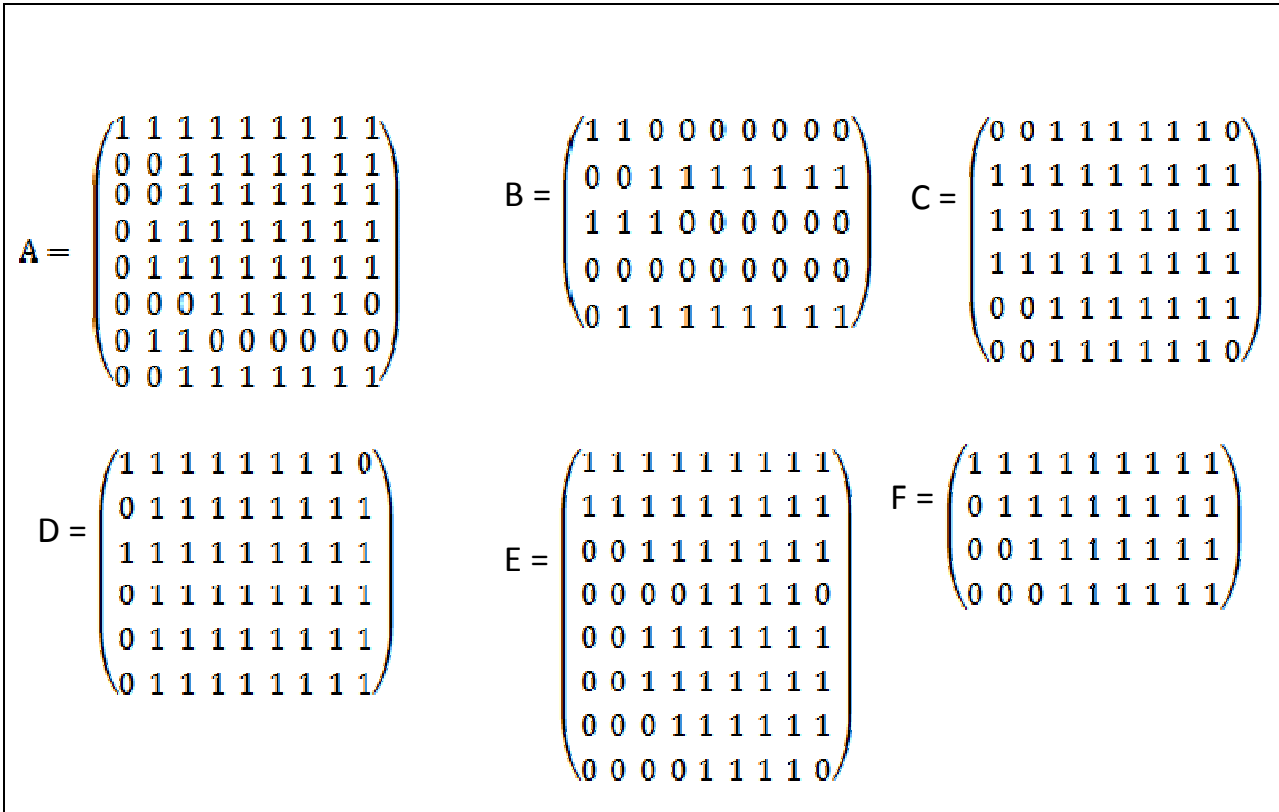 A =
1 1 1 1 1 1 1 1 1
0 0 1 1 1 1 1 1 1
0 0 1 1 1 1 1 1 1
0 1 1 1 1 1 1 1 1
0 1 1 1 1 1 1 1 1
0 0 0 1 1 1 1 1 0
0 1 1 0 0 0 0 0 0
0 0 1 1 1 1 1 1 1
B =
1 1 0 0 0 0 0 0 0
0 0 1 1 1 1 1 1 1
1 1 1 0 0 0 0 0 0
0 0 0 0 0 0 0 0 0
0 1 1 1 1 1 1 1 1
C =
0 0 1 1 1 1 1 1 0
1 1 1 1 1 1 1 1 1
1 1 1 1 1 1 1 1 1
1 1 1 1 1 1 1 1 1
0 0 1 1 1 1 1 1 1
0 0 1 1 1 1 1 1 0
D =
1 1 1 1 1 1 1 1 0
0 1 1 1 1 1 1 1 1
1 1 1 1 1 1 1 1 1
0 1 1 1 1 1 1 1 1
0 1 1 1 1 1 1 1 1
0 1 1 1 1 1 1 1 1
E =
1 1 1 1 1 1 1 1 1
1 1 1 1 1 1 1 1 1
0 0 1 1 1 1 1 1 1
0 0 0 0 1 1 1 1 0
0 0 1 1 1 1 1 1 1
0 0 1 1 1 1 1 1 1
0 0 0 1 1 1 1 1 1
0 0 0 0 1 1 1 1 0
F =
1 1 1 1 1 1 1 1 1
0 1 1 1 1 1 1 1 1
0 0 1 1 1 1 1 1 1
0 0 0 1 1 1 1 1 1